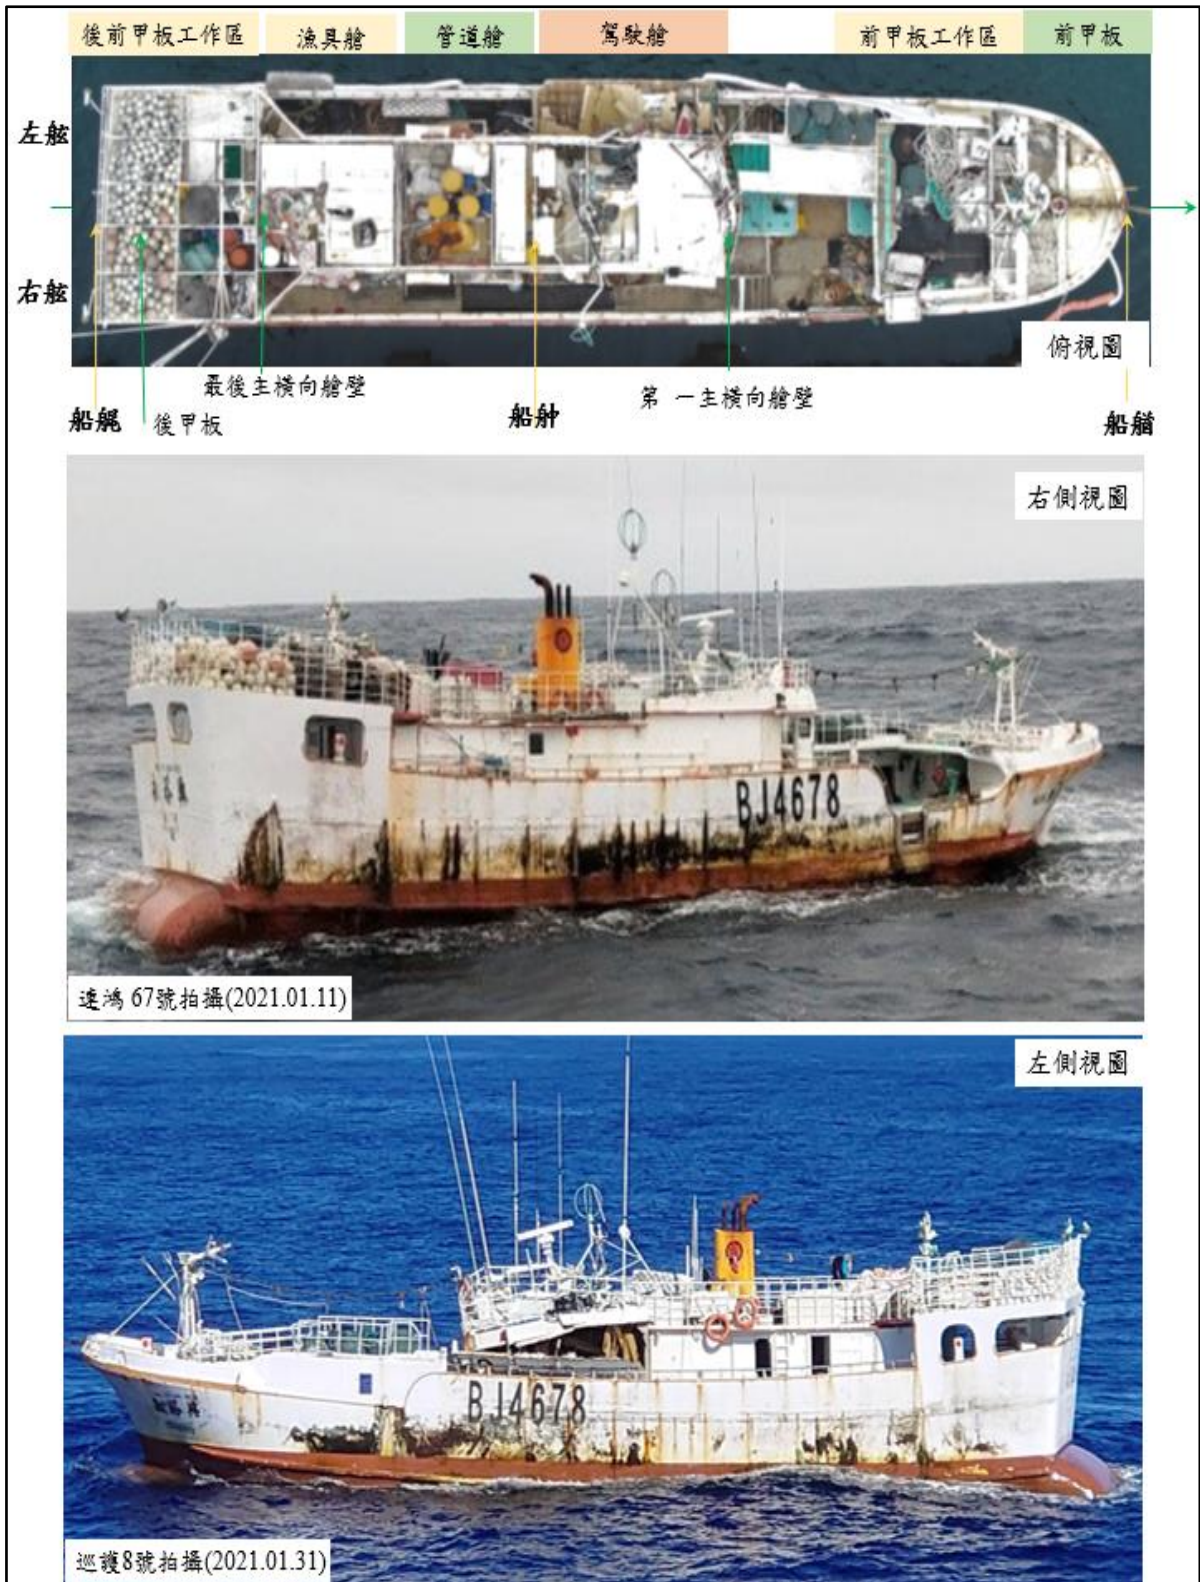 後前甲板工作區 漁具艙 管道艙 駕駛艙 前甲板工作區 前甲板
左舷
右舷
俯視圖
最後主橫向艙壁
第 一主橫向艙壁
船艉 後甲板 船舯 船艏
右側視圖
BJ4678
連鴻 67號拍攝(2021.01.11)
左側視圖
BJ4678
巡護8號拍攝(2021.01.31)